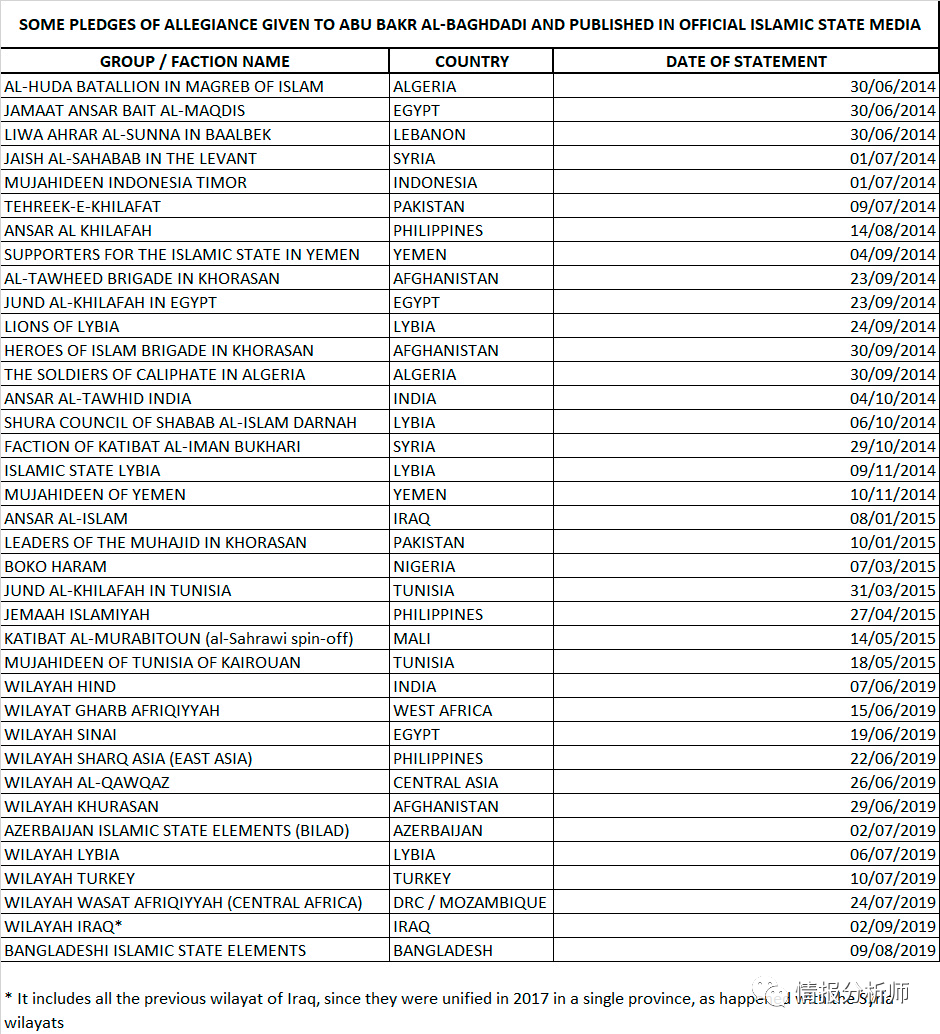 SOME PLEDGES OF ALLEGIANCE GIVEN TO ABU BAKR AL-BAGHDADI AND PUBLISHED IN OFFICIAL ISLAMIC STATE MEDIA
GROUP / FACTION NAME COUNTRY DATE OF STATEMENT
AL-HUDA BATALLION IN MAGREB OF ISLAM ALGERIA 30/06/2014
JAMAAT ANSAR BAIT AL-MAQDIS EGYPT 30/06/2014
LIWA AHRAR AL-SUNNA IN BAALBEK LEBANON 30/06/2014
JAISH AL-SAHABAB IN THE LEVANT SYRIA 01/07/2014
MUJAHIDEEN INDONESIA TIMOR INDONESIA 01/07/2014
TEHREEK-E-KHILAFAT PAKISTAN 09/07/2014
ANSAR AL KHILAFAH PHILIPPINES 14/08/2014
SUPPORTERS FOR THE ISLAMIC STATE IN YEMEN YEMEN 04/09/2014
AL-TAWHEED BRIGADE IN KHORASAN AFGHANISTAN 23/09/2014
JUND AL-KHILAFAH IN EGYPT EGYPT 23/09/2014
LIONS OF LYBIA LYBIA 24/09/2014
HEROES OF ISLAM BRIGADE IN KHORASAN AFGHANISTAN 30/09/2014
THE SOLDIERS OF CALIPHATE IN ALGERIA ALGERIA 30/09/2014
ANSAR AL-TAWHID INDIA INDIA 04/10/2014
SHURA COUNCIL OF SHABAB AL-ISLAM DARNAH LYBIA 06/10/2014
FACTION OF KATIBAT AL-IMAN BUKHARI SYRIA 29/10/2014
ISLAMIC STATE LYBIA LYBIA 09/11/2014
MUJAHIDEEN OF YEMEN YEMEN 10/11/2014
ANSAR AL-ISLAM IRAQ 08/01/2015
LEADERS OF THE MUHAJID IN KHORASAN PAKISTAN 10/01/2015
BOKO HARAM NIGERIA 07/03/2015
JUND AL-KHILAFAH IN TUNISIA TUNISIA 31/03/2015
JEMAAH ISLAMIYAH PHILIPPINES 27/04/2015
KATIBAT AL-MURABITOUN (al-Sahrawi spin-off) MALI 14/05/2015
MUJAHIDEEN OF TUNISIA OF KAIROUAN TUNISIA 18/05/2015
WILAYAH HIND INDIA 07/06/2019
WILAYAT GHARB AFRIQIYYAH WEST AFRICA 15/06/2019
WILAYAH SINAI EGYPT 19/06/2019
WILAYAH SHARQ ASIA (EAST ASIA) PHILIPPINES 22/06/2019
WILAYAH AL-QAWQAZ CENTRAL ASIA 26/06/2019
WILAYAH KHURASAN AFGHANISTAN 29/06/2019
AZERBAIJAN ISLAMIC STATE ELEMENTS (BILAD) AZERBAIJAN 02/07/2019
WILAYAH LYBIA LYBIA 06/07/2019
WILAYAH TURKEY TURKEY 10/07/2019
WILAYAH WASAT AFRIQIYYAH (CENTRAL AFRICA) DRC / MOZAMBIQUE 24/07/2019
WILAYAH IRAQ* IRAQ 02/09/2019
BANGLADESHI ISLAMIC STATE ELEMENTS BANGLADESH 09/08/2019
* It includes all the previous wilayat of Iraq, since they were unified in 2017 in a single province, as happened with the Syria
wilayats
情报分析师